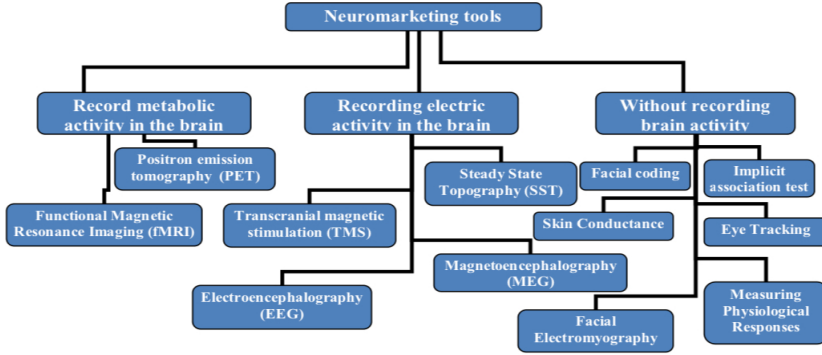 Neuromarketing tools
Record metabolic
activity in the brain
Recording electric
activity in the brain
Without recording
brain activity
Positron emission
tomography (PET)
Functional Magnetic
Resonance Imaging (fMRI)
Steady State
Topography (SST)
Transcranial magnetic
stimulation (TMS)
Magnetoencephalography
(MEG)
Electroencephalography
(EEG)
Facial coding
Implicit
association test
Skin Conductance
Eye Tracking
Facial
Electromyography
Measuring
Physiological
Responses